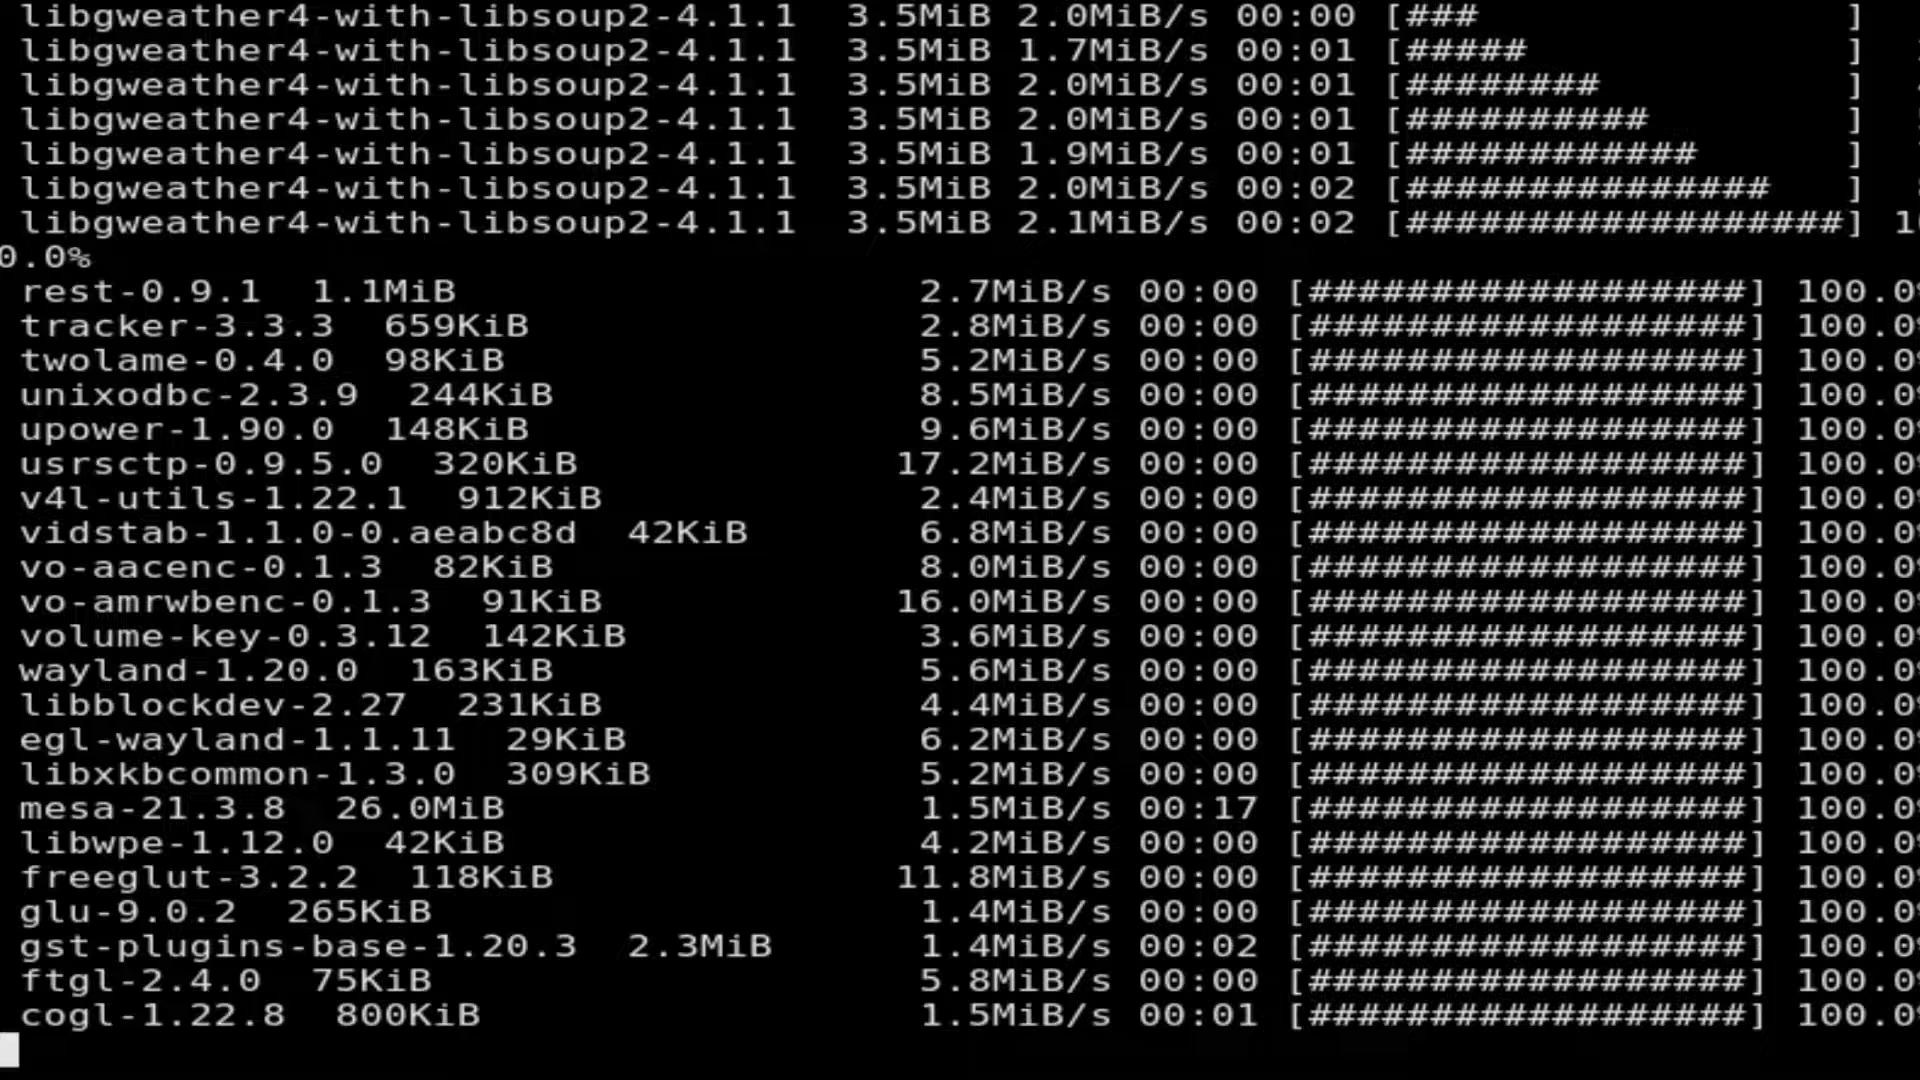 libgweather4-with-libsoup2-4.1.1  3.5MiB 2.0MiB/s 00:00 [###               ]
libgweather4-with-libsoup2-4.1.1  3.5MiB 1.7MiB/s 00:01 [#####             ]
libgweather4-with-libsoup2-4.1.1  3.5MiB 2.0MiB/s 00:01 [########          ]
libgweather4-with-libsoup2-4.1.1  3.5MiB 2.0MiB/s 00:01 [##########        ]
libgweather4-with-libsoup2-4.1.1  3.5MiB 1.9MiB/s 00:01 [############      ]
libgweather4-with-libsoup2-4.1.1  3.5MiB 2.0MiB/s 00:02 [###############   ]
libgweather4-with-libsoup2-4.1.1  3.5MiB 2.1MiB/s 00:02 [##################] 1
0.0%
rest-0.9.1  1.1MiB 2.7MiB/s 00:00 [##################] 100.0
tracker-3.3.3  659KiB 2.8MiB/s 00:00 [##################] 100.0
twolame-0.4.0  98KiB 5.2MiB/s 00:00 [##################] 100.0
unixodbc-2.3.9  244KiB 8.5MiB/s 00:00 [##################] 100.0
upower-1.90.0  148KiB 9.6MiB/s 00:00 [##################] 100.0
usrsctp-0.9.5.0  320KiB 17.2MiB/s 00:00 [##################] 100.0
v4l-utils-1.22.1  912KiB 2.4MiB/s 00:00 [##################] 100.0
vidstab-1.1.0-0.aeabc8d  42KiB 6.8MiB/s 00:00 [##################] 100.0
vo-aacenc-0.1.3  82KiB 8.0MiB/s 00:00 [##################] 100.0
vo-amrwbenc-0.1.3  91KiB 16.0MiB/s 00:00 [##################] 100.0
volume-key-0.3.12  142KiB 3.6MiB/s 00:00 [##################] 100.0
wayland-1.20.0  163KiB 5.6MiB/s 00:00 [##################] 100.0
libblockdev-2.27  231KiB 4.4MiB/s 00:00 [##################] 100.0
egl-wayland-1.1.11  29KiB 6.2MiB/s 00:00 [##################] 100.0
libxkbcommon-1.3.0  309KiB 5.2MiB/s 00:00 [##################] 100.0
mesa-21.3.8  26.0MiB 1.5MiB/s 00:17 [##################] 100.0
libwpe-1.12.0  42KiB 4.2MiB/s 00:00 [##################] 100.0
freeglut-3.2.2  118KiB 11.8MiB/s 00:00 [##################] 100.0
glu-9.0.2  265KiB 1.4MiB/s 00:00 [##################] 100.0
gst-plugins-base-1.20.3  2.3MiB 1.4MiB/s 00:02 [##################] 100.0
ftgl-2.4.0  75KiB 5.8MiB/s 00:00 [##################] 100.0
cogl-1.22.8  800KiB 1.5MiB/s 00:01 [##################] 100.0